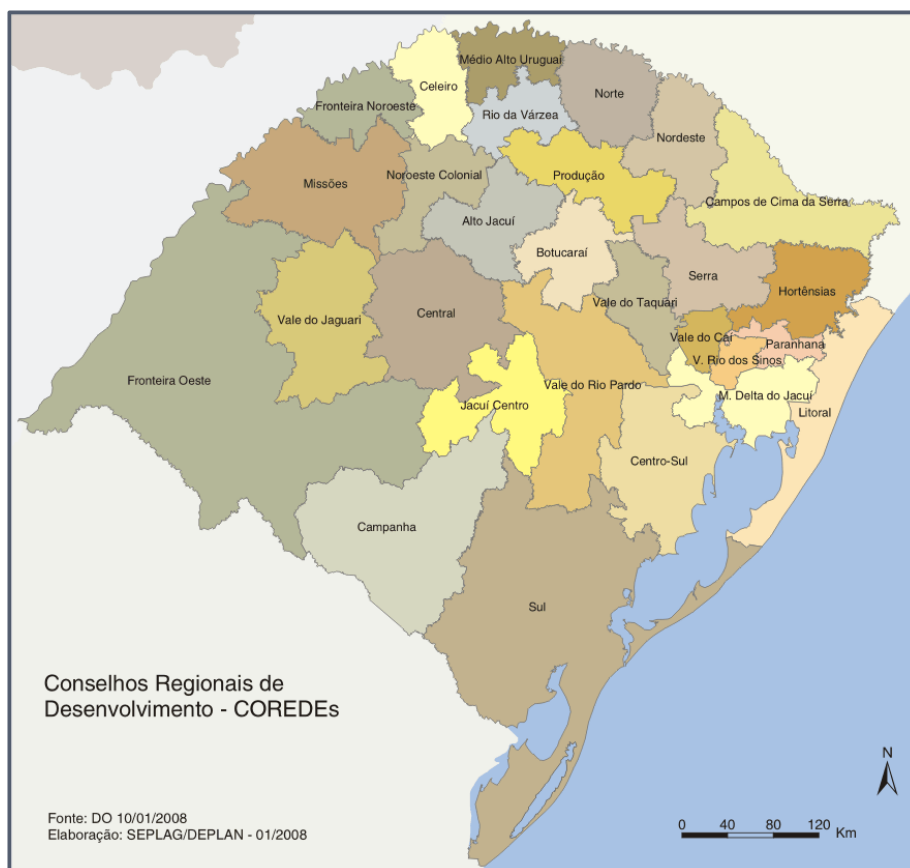 Médio Alto Uruguai
Celeiro
Norte
Fronteira Noroeste
Rio da Várzea
Nordeste
Noroeste Colonial
Produção
Missões
Campos de Cima da Serra
Alto Jacuí
Botucaraí
Serra
Hortênsias
Vale do Taquari
Central
Vale do Jaguari
Vale do Caí
Paranhana
V. Rio dos Sinos
Fronteira Oeste
Vale do Rio Pardo
M. Delta do Jacuí
Jacuí Centro
Litoral
Centro-Sul
Campanha
Sul
Conselhos Regionais de
Desenvolvimento - COREDEs
N
Fonte: DO 10/01/2008
Elaboração: SEPLAG/DEPLAN - 01/2008
0 40 80 120
Km